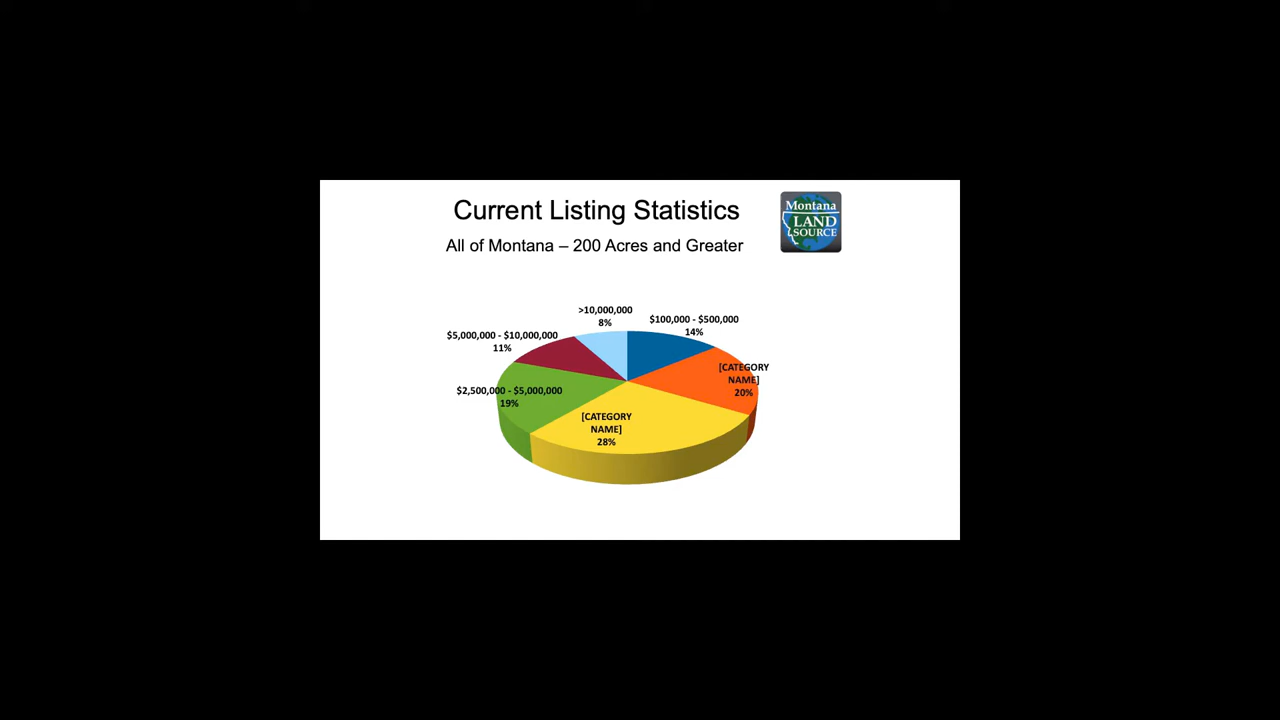 Current Listing Statistics
All of Montana – 200 Acres and Greater
Montana
LAND
SOURCE
>10,000,000
8%
$100,000 - $500,000
14%
$5,000,000 - $10,000,000
11%
[CATEGORY
NAME]
20%
$2,500,000 - $5,000,000
19%
[CATEGORY
NAME]
28%